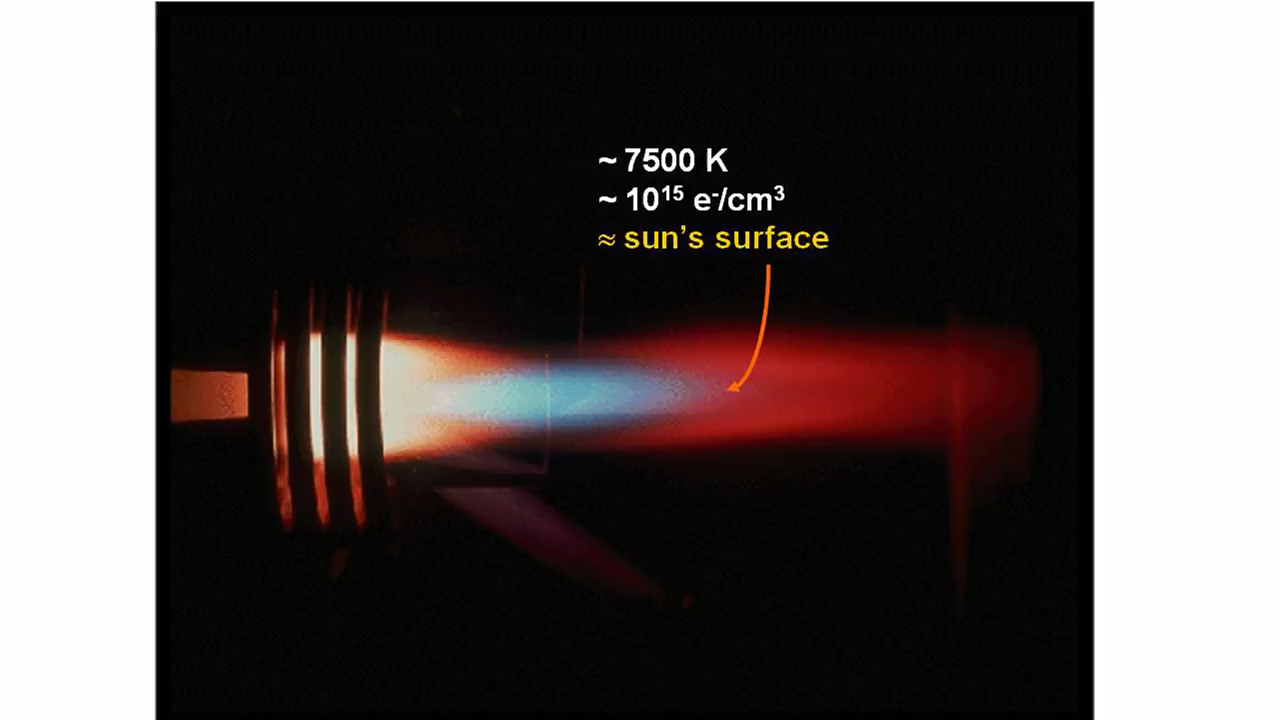 ~ 7500 K
~ 10¹⁵ e⁻/cm³
≈ sun's surface